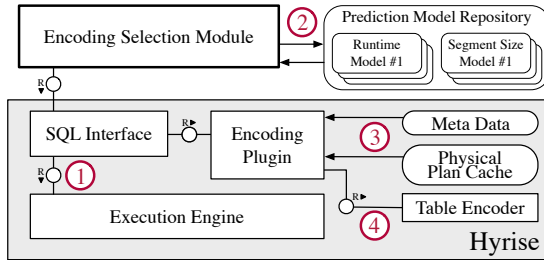 Encoding Selection Module
2
Prediction Model Repository
Runtime
Model #1
Segment Size
Model #1
R
SQL Interface
R
Encoding
Plugin
3
Meta Data
Physical
Plan Cache
R
1
Execution Engine
R
4
Table Encoder
Hyrise